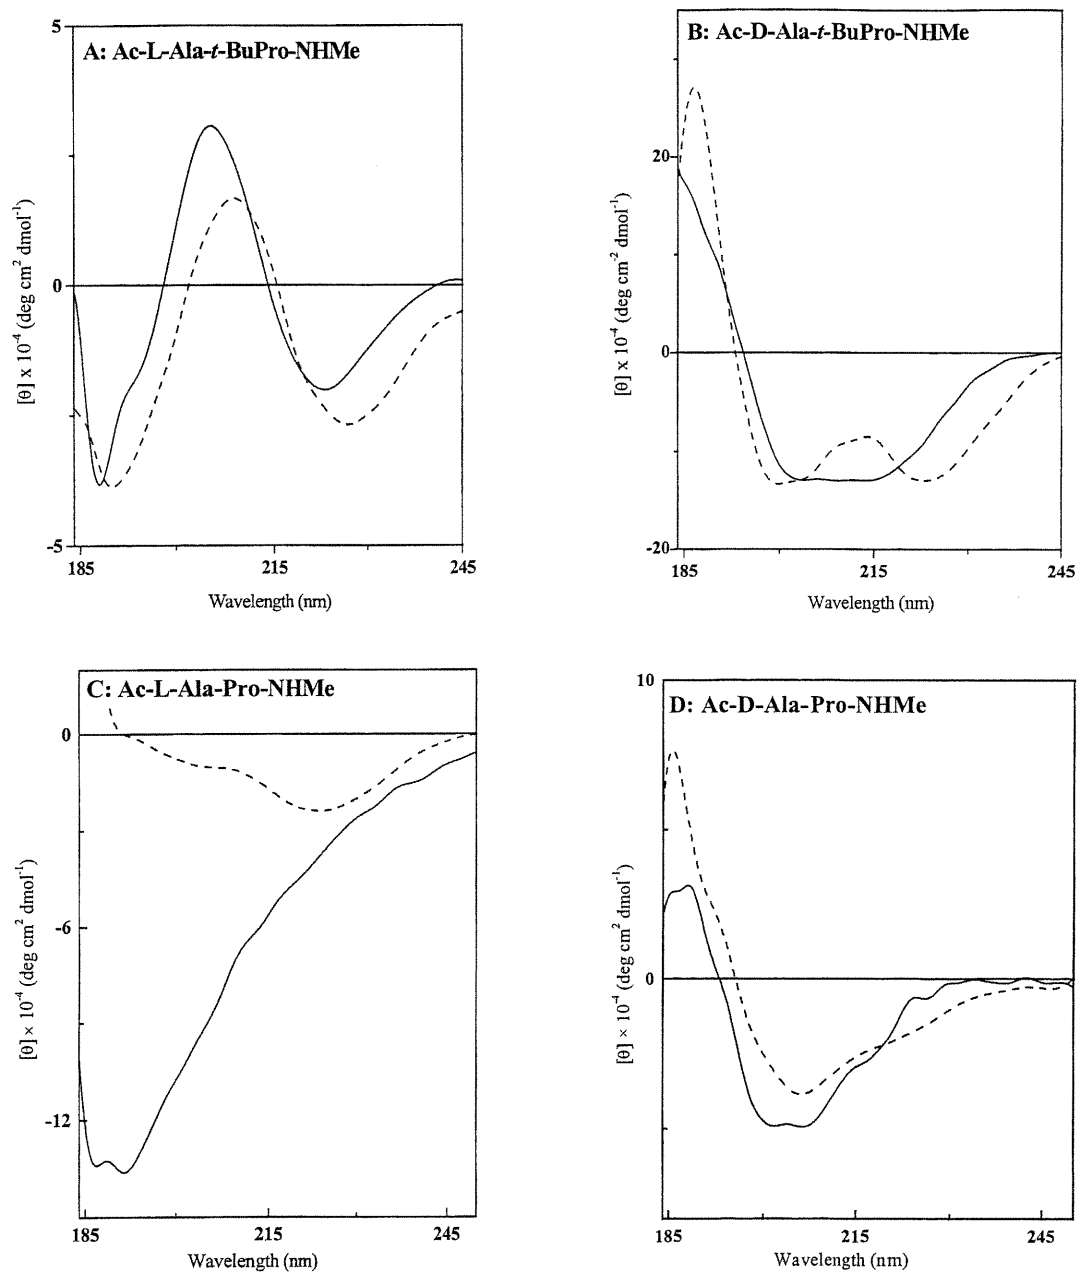 A: Ac-L-Ala-t-BuPro-NHMe
5
0
-5
[θ] x 10⁻⁴ (deg cm² dmol⁻¹)
185
215
245
Wavelength (nm)
B: Ac-D-Ala-t-BuPro-NHMe
20
0
-20
[θ] x 10⁻⁴ (deg cm⁻² dmol⁻¹)
185
215
245
Wavelength (nm)
C: Ac-L-Ala-Pro-NHMe
0
-6
-12
[θ] × 10⁻⁴ (deg cm² dmol⁻¹)
185
215
245
Wavelength (nm)
D: Ac-D-Ala-Pro-NHMe
10
0
[θ] × 10⁻⁴ (deg cm² dmol⁻¹)
185
215
245
Wavelength (nm)